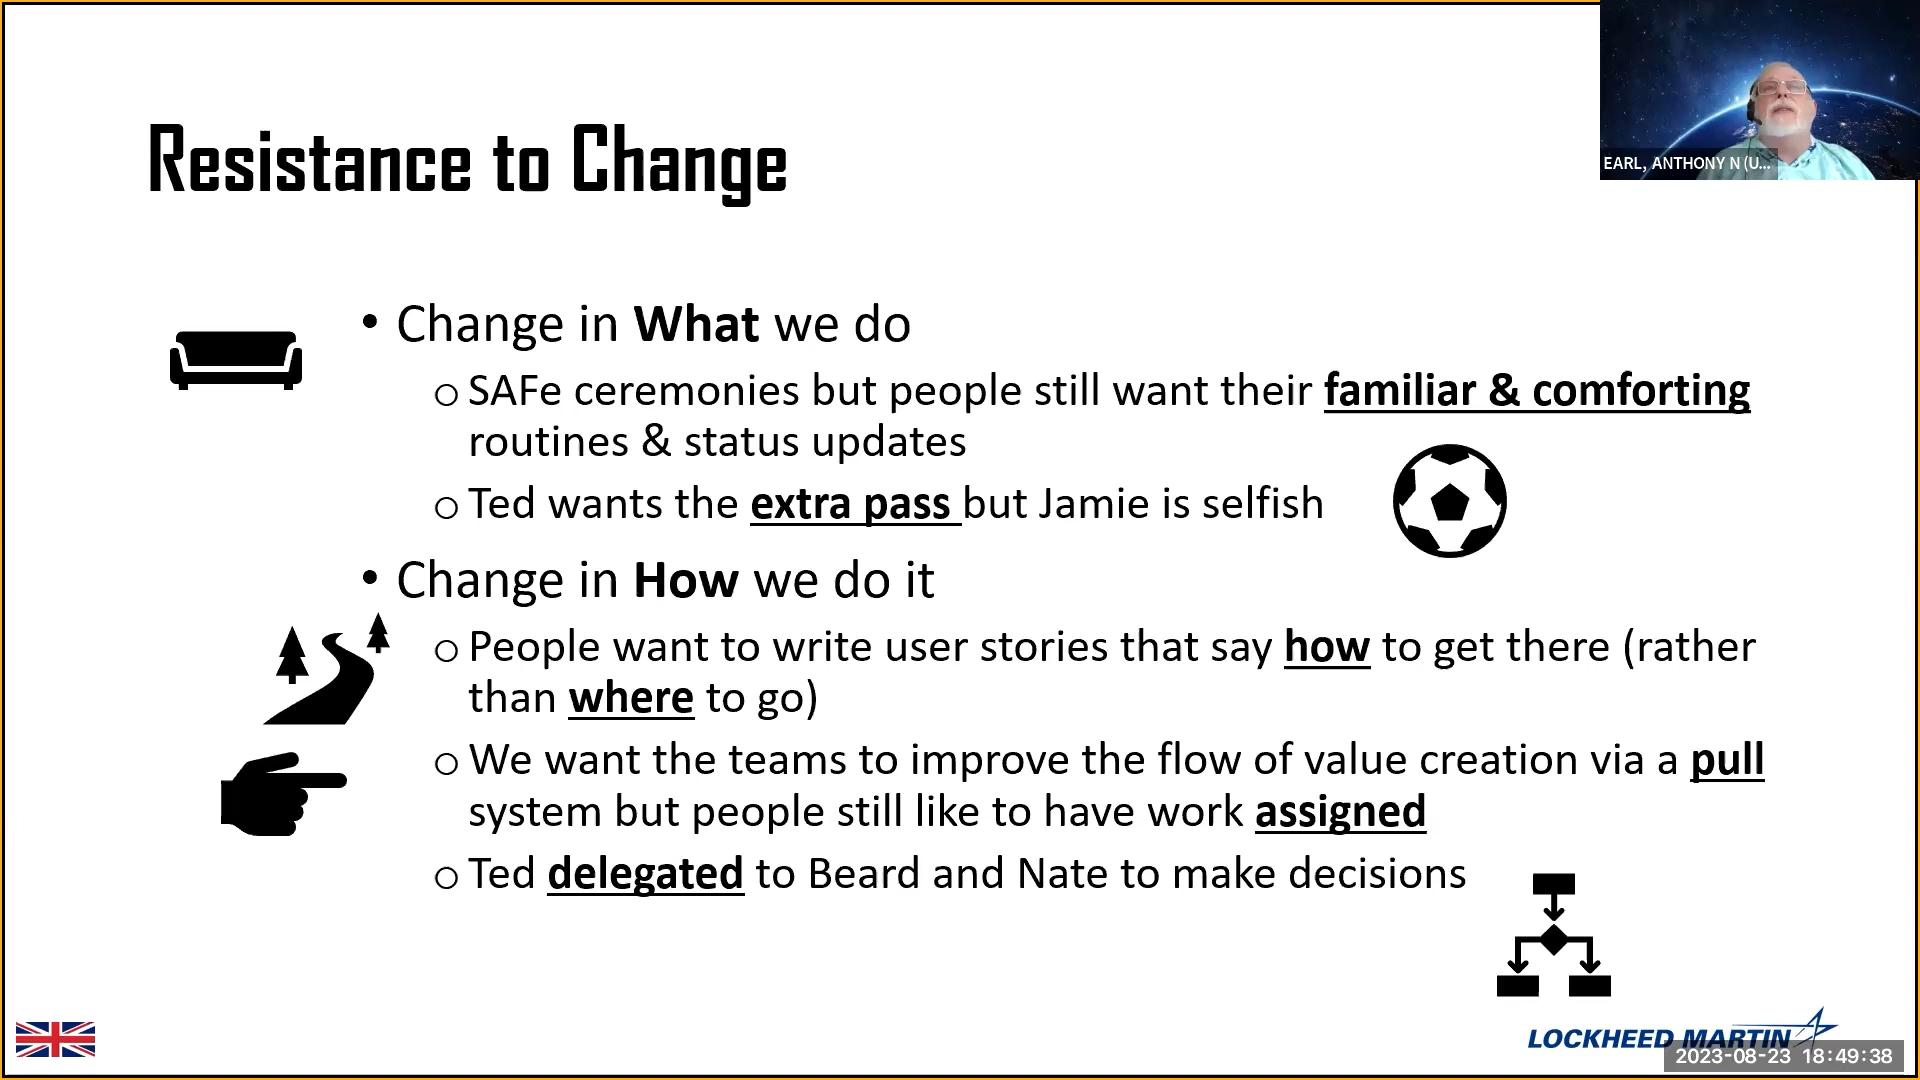 Resistance to Change
EARL, ANTHONY N (U...
• Change in What we do
o SAFe ceremonies but people still want their familiar & comforting
routines & status updates
o Ted wants the extra pass but Jamie is selfish
• Change in How we do it
o People want to write user stories that say how to get there (rather
than where to go)
o We want the teams to improve the flow of value creation via a pull
system but people still like to have work assigned
o Ted delegated to Beard and Nate to make decisions
LOCKHEED MARTIN
2023-08-23 18:49:38